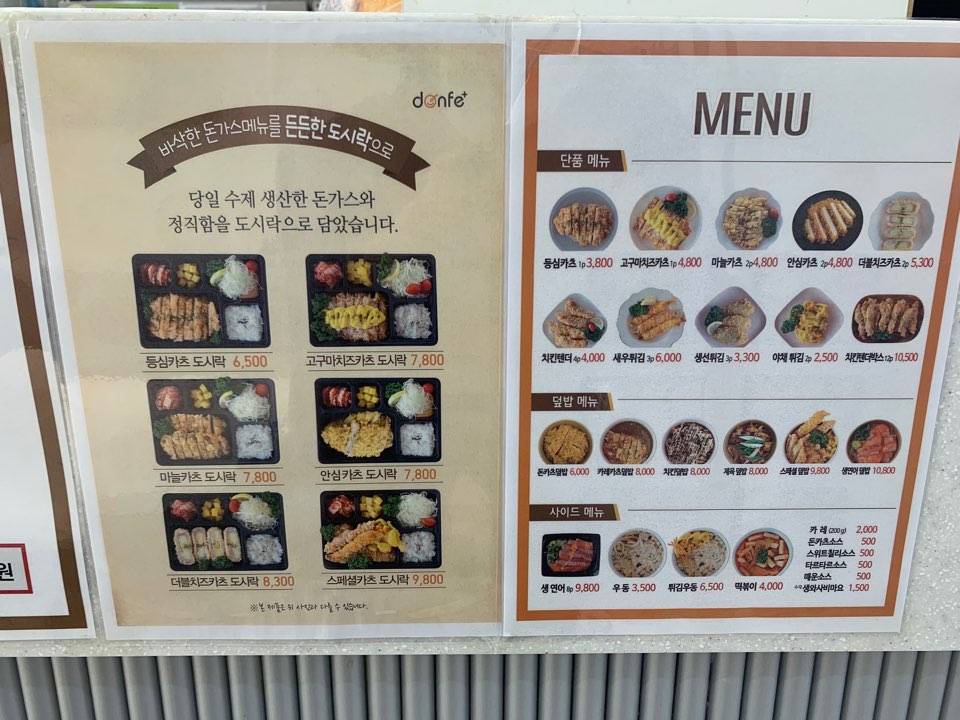 donfe+
바삭한 돈가스메뉴를 든든한 도시락으로
당일 수제 생산한 돈가스와
정직함을 도시락으로 담았습니다.
등심카츠 도시락 6,500
고구마치즈카츠 도시락 7,800
마늘카츠 도시락 7,800
안심카츠 도시락 7,800
더블치즈카츠 도시락 8,300
스페셜카츠 도시락 9,800
※본 제품은 위 사진과 다를 수 있습니다.
원
MENU
단품 메뉴
등심카츠 1p 3,800
고구마치즈카츠 1p 4,800
마늘카츠 2p 4,800
안심카츠 2p 4,800
더블치즈카츠 2p 5,300
치킨텐더 4p 4,000
새우튀김 3p 6,000
생선튀김 3p 3,300
야채 튀김 2p 2,500
치킨텐더박스 12p 10,500
덮밥 메뉴
돈카츠덮밥 6,000
카레카츠덮밥 8,000
치킨덮밥 8,000
제육 덮밥 8,000
스페셜 덮밥 9,800
생연어 덮밥 10,800
사이드 메뉴
생 연어 8p 9,800
우동 3,500
튀김우동 6,500
떡볶이 4,000
카 레 (200g) 2,000
돈카츠소스 500
스위트칠리소스 500
타르타르소스 500
매운소스 500
수제 생와사비마요 1,500